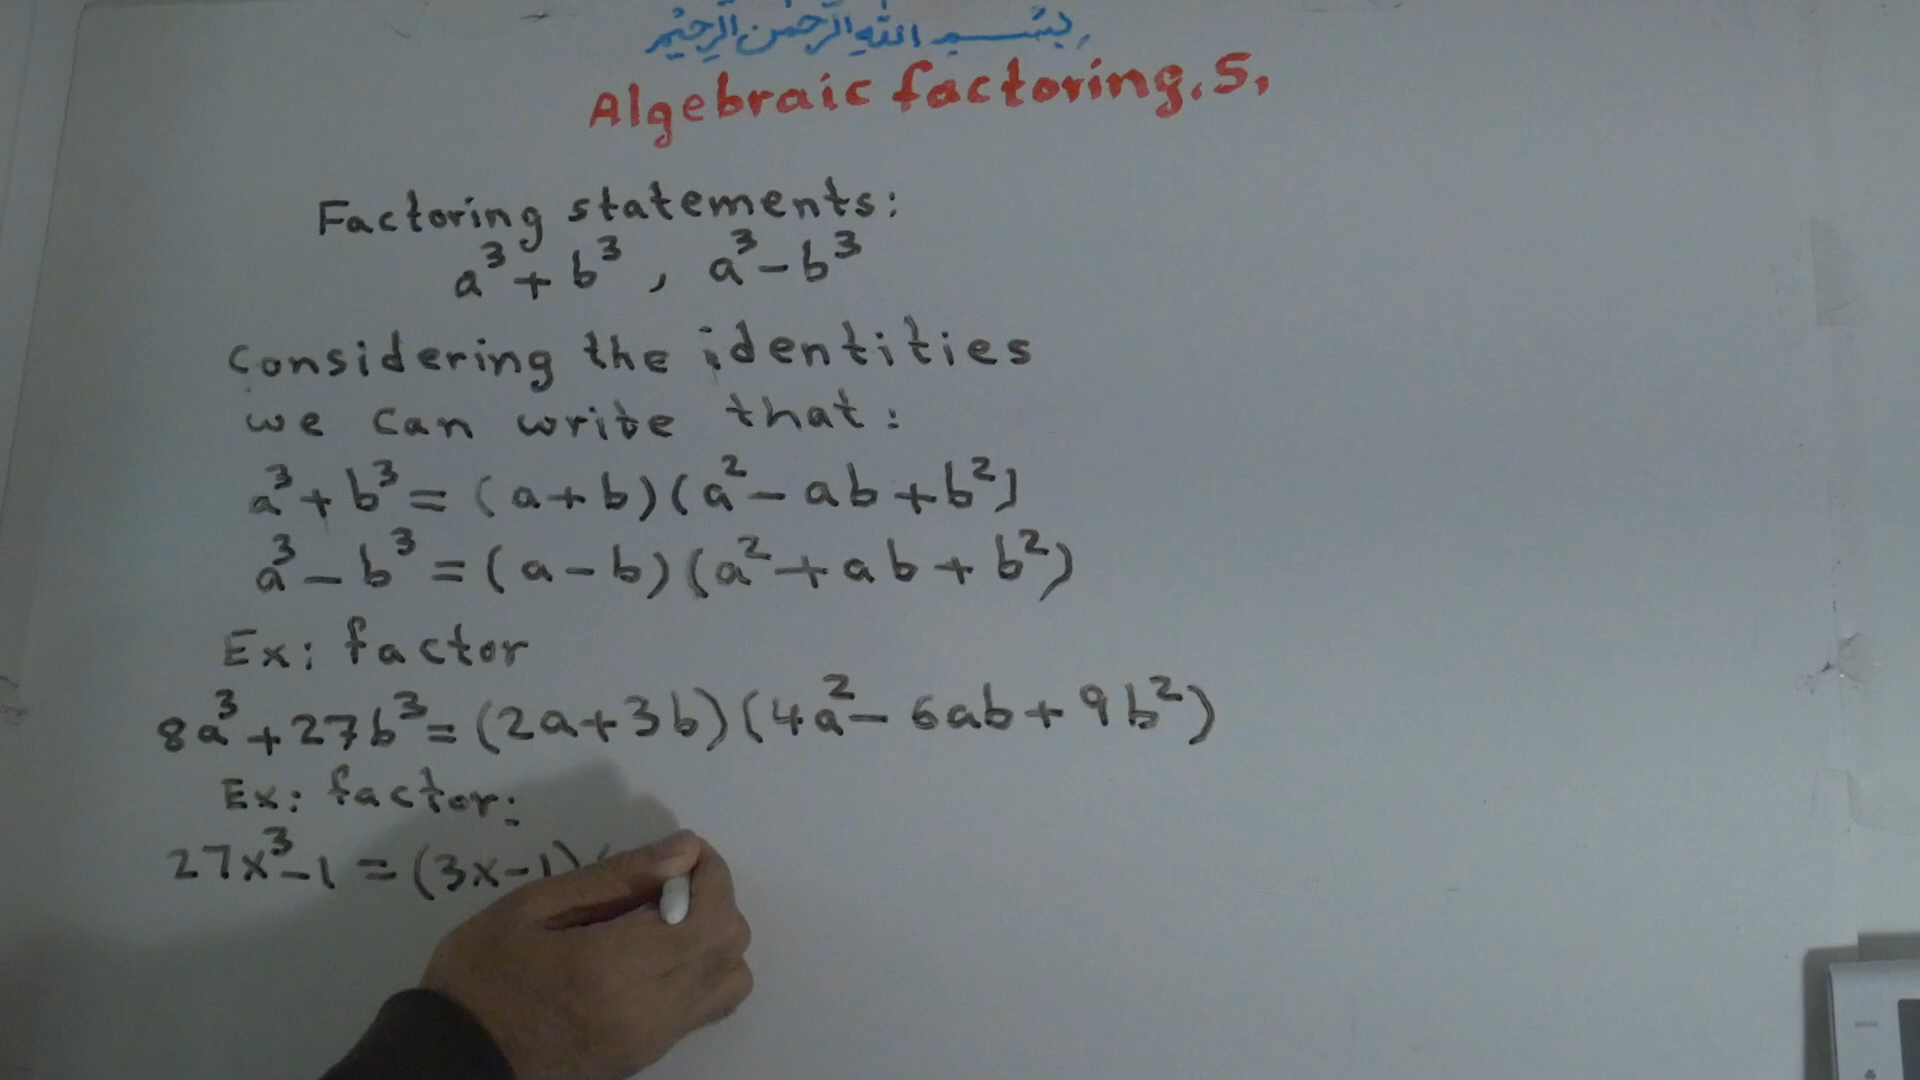 بسم الله الرحمن الرحیم
Algebraic factoring.5.
Factoring statements:
a³+b³, a³-b³
Considering the identities
we can write that:
a³+b³=(a+b)(a²-ab+b²)
a³-b³=(a-b)(a²+ab+b²)
Ex: factor
8a³+27b³=(2a+3b)(4a²-6ab+9b²)
Ex: factor:
27x³-1=(3x-1)(